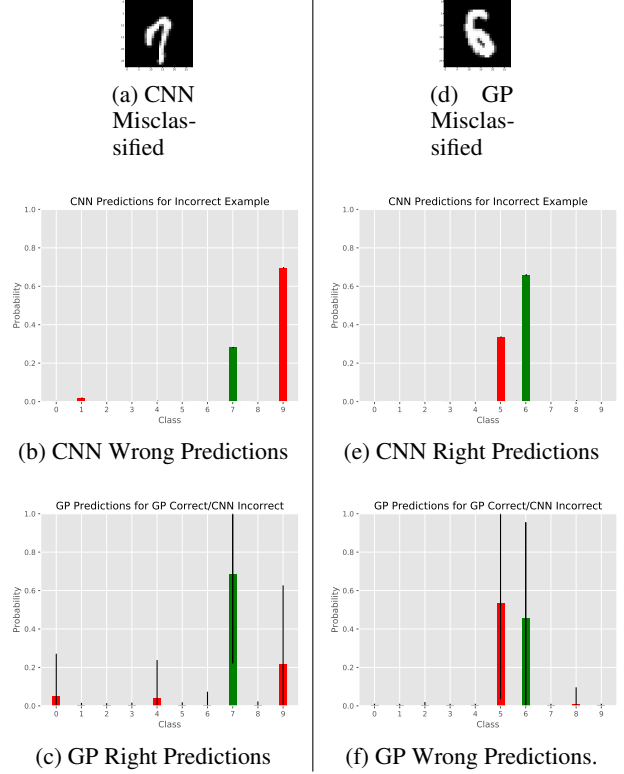 (a) CNN
Misclas-
sified
CNN Predictions for Incorrect Example
1.0
0.8
0.6
0.4
0.2
0.0
Probability
0 1 2 3 4 5 6 7 8 9
Class
(b) CNN Wrong Predictions
GP Predictions for GP Correct/CNN Incorrect
1.0
0.8
0.6
0.4
0.2
0.0
Probability
0 1 2 3 4 5 6 7 8 9
Class
(c) GP Right Predictions
(d) GP
Misclas-
sified
CNN Predictions for Incorrect Example
1.0
0.8
0.6
0.4
0.2
0.0
Probability
0 1 2 3 4 5 6 7 8 9
Class
(e) CNN Right Predictions
GP Predictions for GP Correct/CNN Incorrect
1.0
0.8
0.6
0.4
0.2
0.0
Probability
0 1 2 3 4 5 6 7 8 9
Class
(f) GP Wrong Predictions.